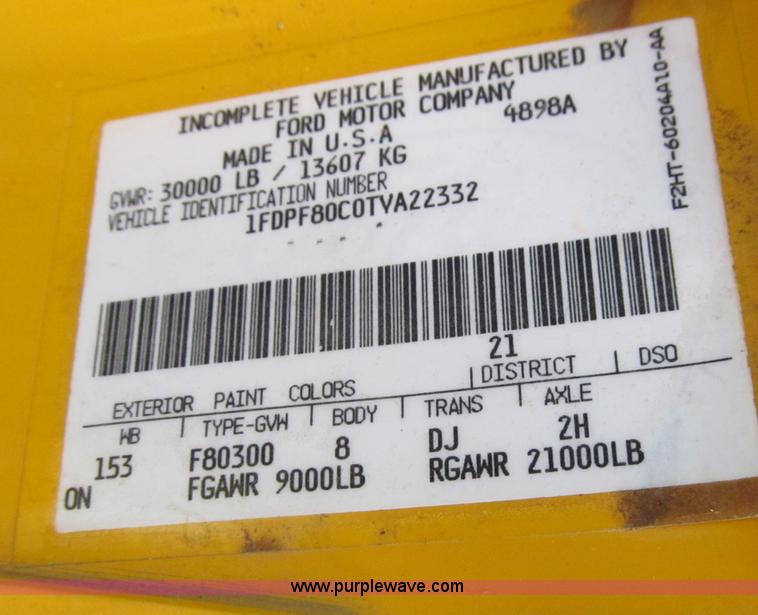 INCOMPLETE VEHICLE MANUFACTURED BY
FORD MOTOR COMPANY
4898A
MADE IN U.S.A
GVWR: 30000 LB / 13607 KG
VEHICLE IDENTIFICATION NUMBER
1FDPF80C0TVA22332
F2HT-60204A10-AA
21
EXTERIOR PAINT COLORS DISTRICT DSO
WB TYPE-GVW BODY TRANS AXLE
153 F80300 8 DJ 2H
ON FGAWR 9000LB RGAWR 21000LB
www.purplewave.com